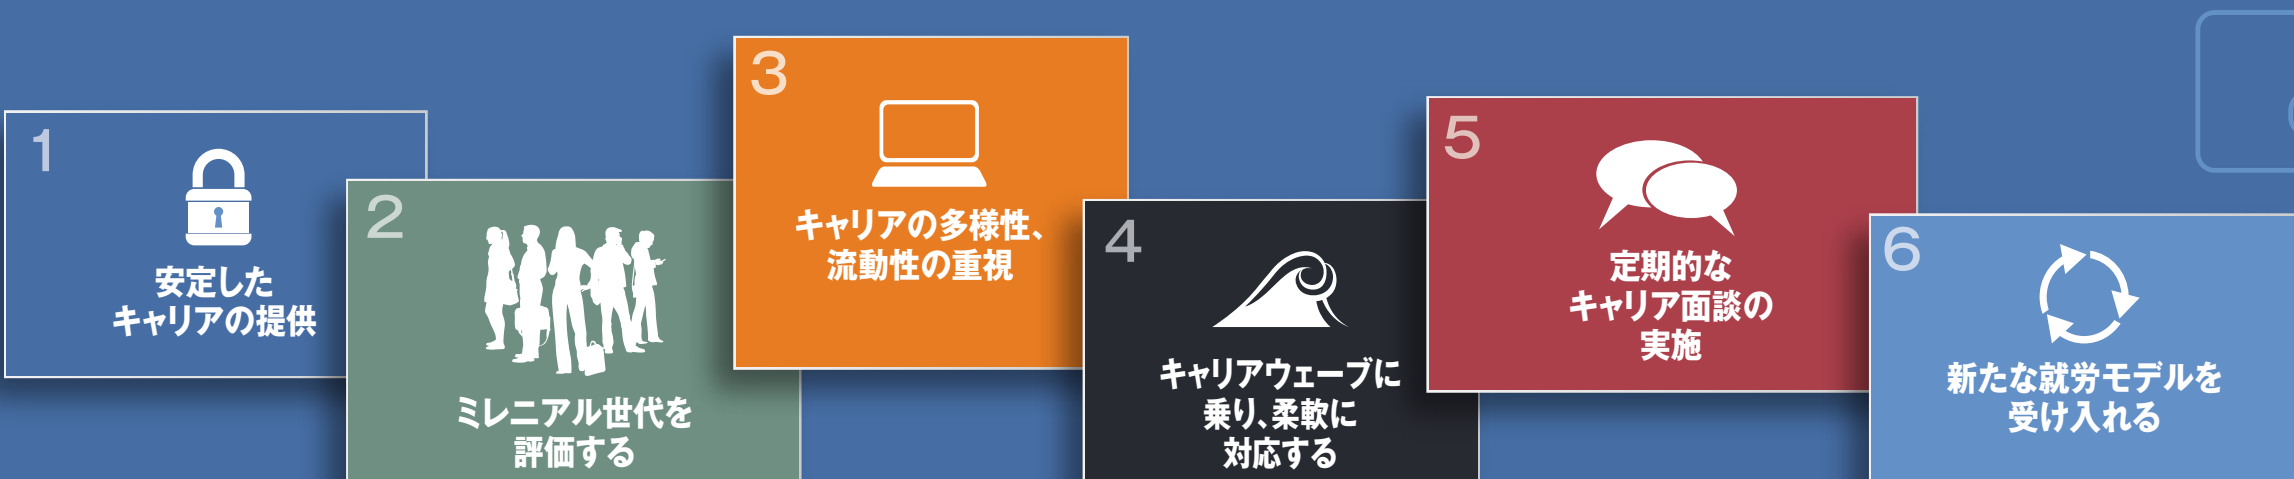 1
安定した
キャリアの提供
2
ミレニアル世代を
評価する
3
キャリアの多様性、
流動性の重視
4
キャリアウェーブに
乗り、柔軟に
対応する
5
定期的な
キャリア面談の
実施
6
新たな就労モデルを
受け入れる